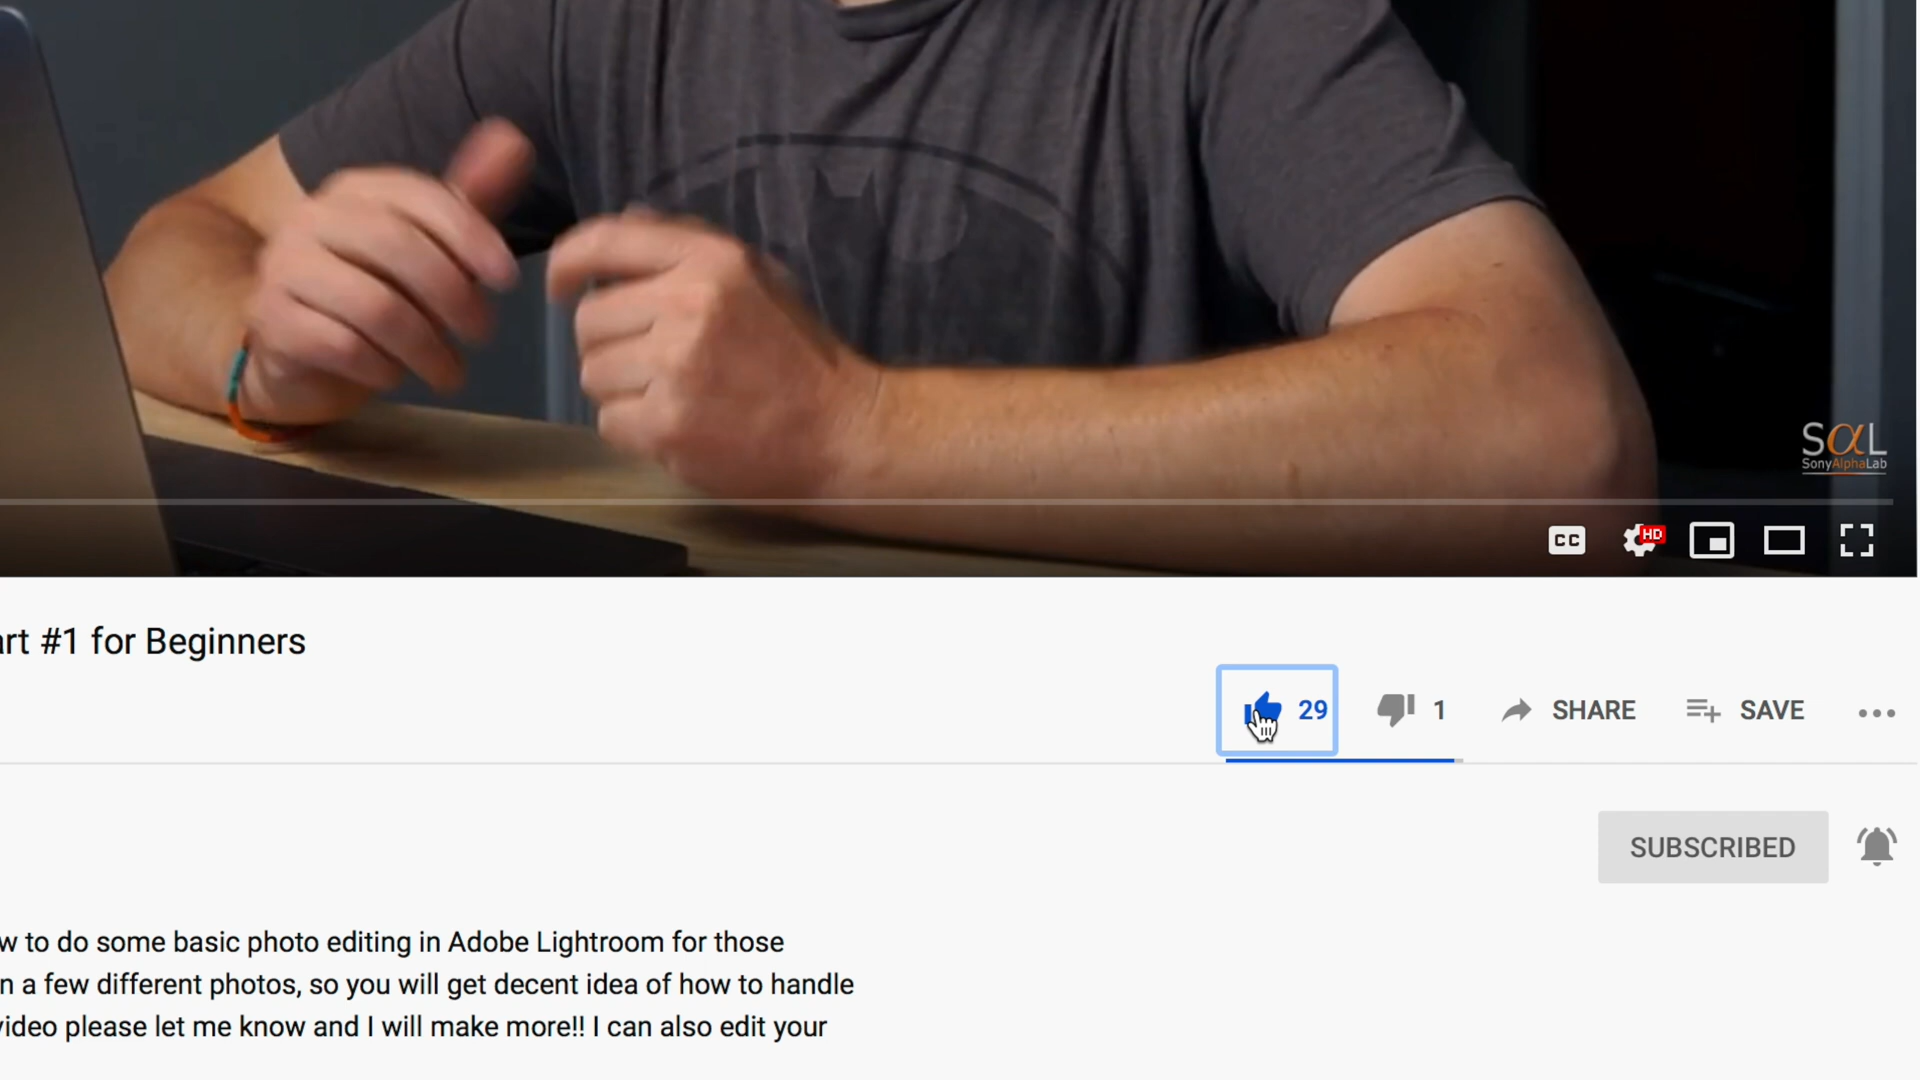 SαL
SonyAlphaLab
CC
HD
art #1 for Beginners
29
1
SHARE
SAVE
SUBSCRIBED
w to do some basic photo editing in Adobe Lightroom for those
n a few different photos, so you will get decent idea of how to handle
video please let me know and I will make more!! I can also edit your